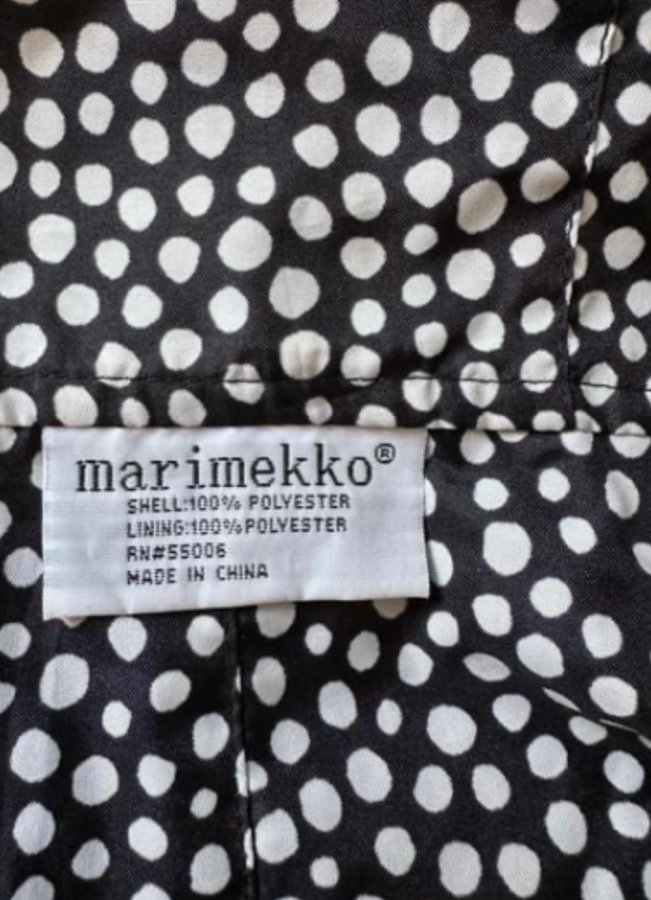 marimekko®
SHELL:100% POLYESTER
LINING:100%POLYESTER
RN#55006
MADE IN CHINA